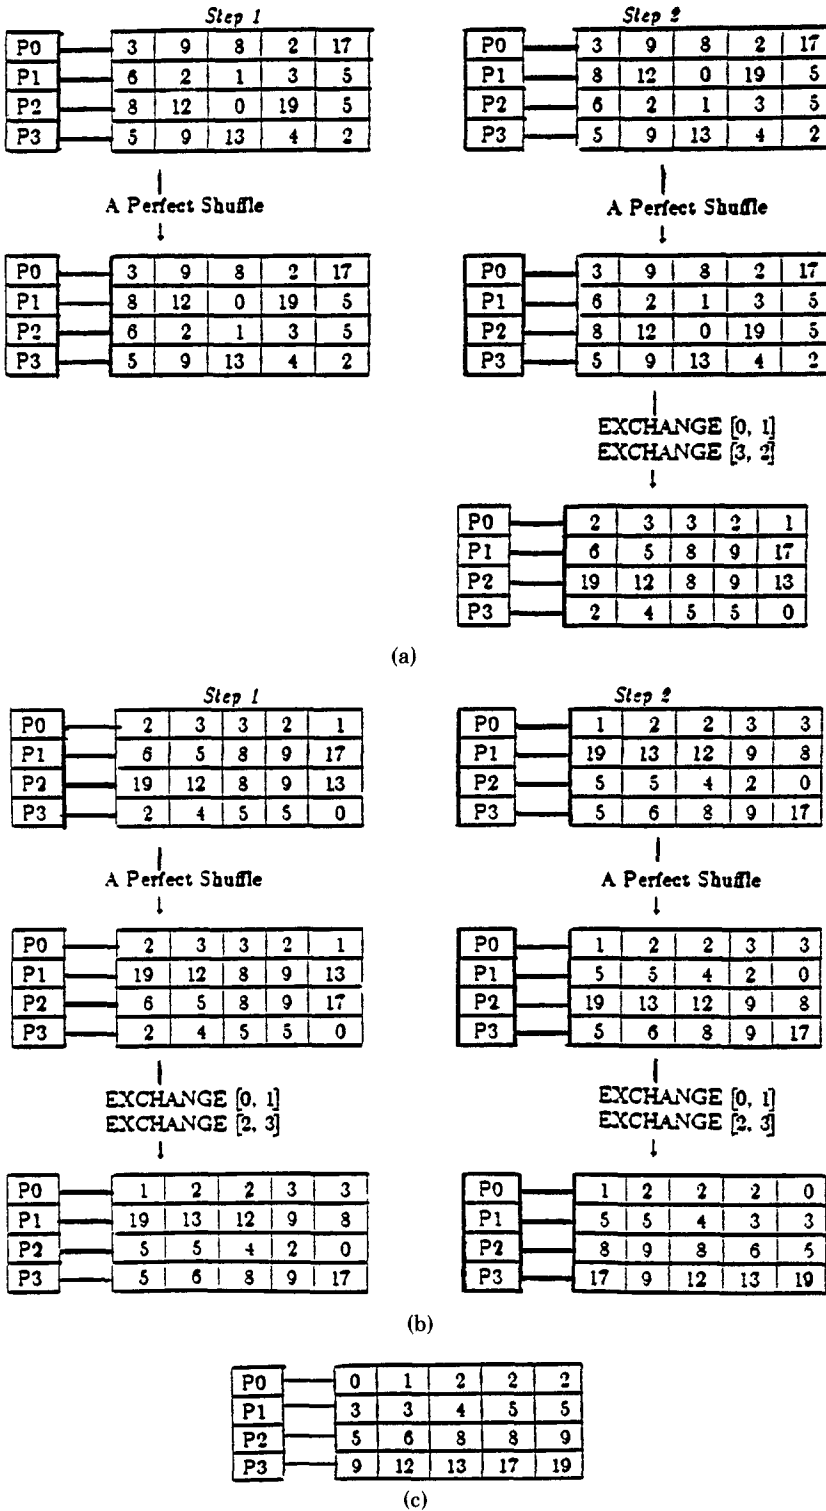 Step 1
P0 3 9 8 2 17
P1 6 2 1 3 5
P2 8 12 0 19 5
P3 5 9 13 4 2
A Perfect Shuffle
P0 3 9 8 2 17
P1 8 12 0 19 5
P2 6 2 1 3 5
P3 5 9 13 4 2
Step 2
P0 3 9 8 2 17
P1 8 12 0 19 5
P2 6 2 1 3 5
P3 5 9 13 4 2
A Perfect Shuffle
P0 3 9 8 2 17
P1 6 2 1 3 5
P2 8 12 0 19 5
P3 5 9 13 4 2
EXCHANGE [0, 1]
EXCHANGE [3, 2]
P0 2 3 3 2 1
P1 6 5 8 9 17
P2 19 12 8 9 13
P3 2 4 5 5 0
(a)
Step 1
P0 2 3 3 2 1
P1 6 5 8 9 17
P2 19 12 8 9 13
P3 2 4 5 5 0
A Perfect Shuffle
P0 2 3 3 2 1
P1 19 12 8 9 13
P2 6 5 8 9 17
P3 2 4 5 5 0
EXCHANGE [0, 1]
EXCHANGE [2, 3]
P0 1 2 2 3 3
P1 19 13 12 9 8
P2 5 5 4 2 0
P3 5 6 8 9 17
Step 2
P0 1 2 2 3 3
P1 19 13 12 9 8
P2 5 5 4 2 0
P3 5 6 8 9 17
A Perfect Shuffle
P0 1 2 2 3 3
P1 5 5 4 2 0
P2 19 13 12 9 8
P3 5 6 8 9 17
EXCHANGE [0, 1]
EXCHANGE [2, 3]
P0 1 2 2 2 0
P1 5 5 4 3 3
P2 8 9 8 6 5
P3 17 9 12 13 19
(b)
P0 0 1 2 2 2
P1 3 3 4 5 5
P2 5 6 8 8 9
P3 9 12 13 17 19
(c)